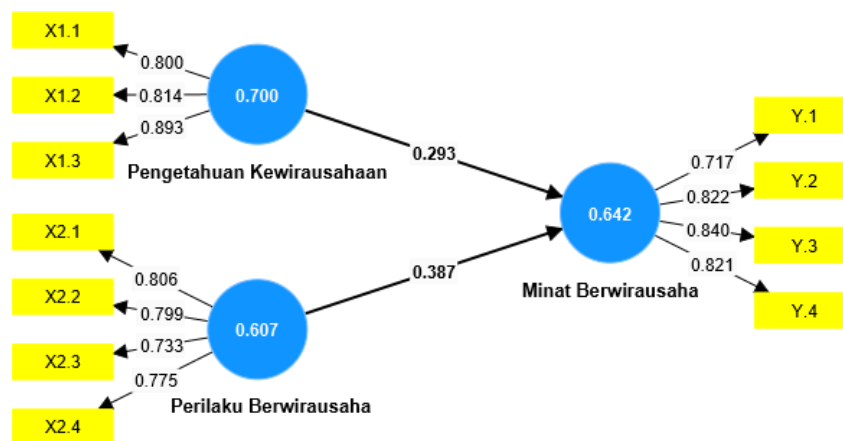 X1.1
0.800
X1.2
0.814
0.700
X1.3
0.893
Pengetahuan Kewirausahaan
0.293
X2.1
0.806
X2.2
0.799
0.607
X2.3
0.733
X2.4
0.775
Perilaku Berwirausaha
0.387
0.642
Minat Berwirausaha
Y.1
0.717
Y.2
0.822
Y.3
0.840
Y.4
0.821